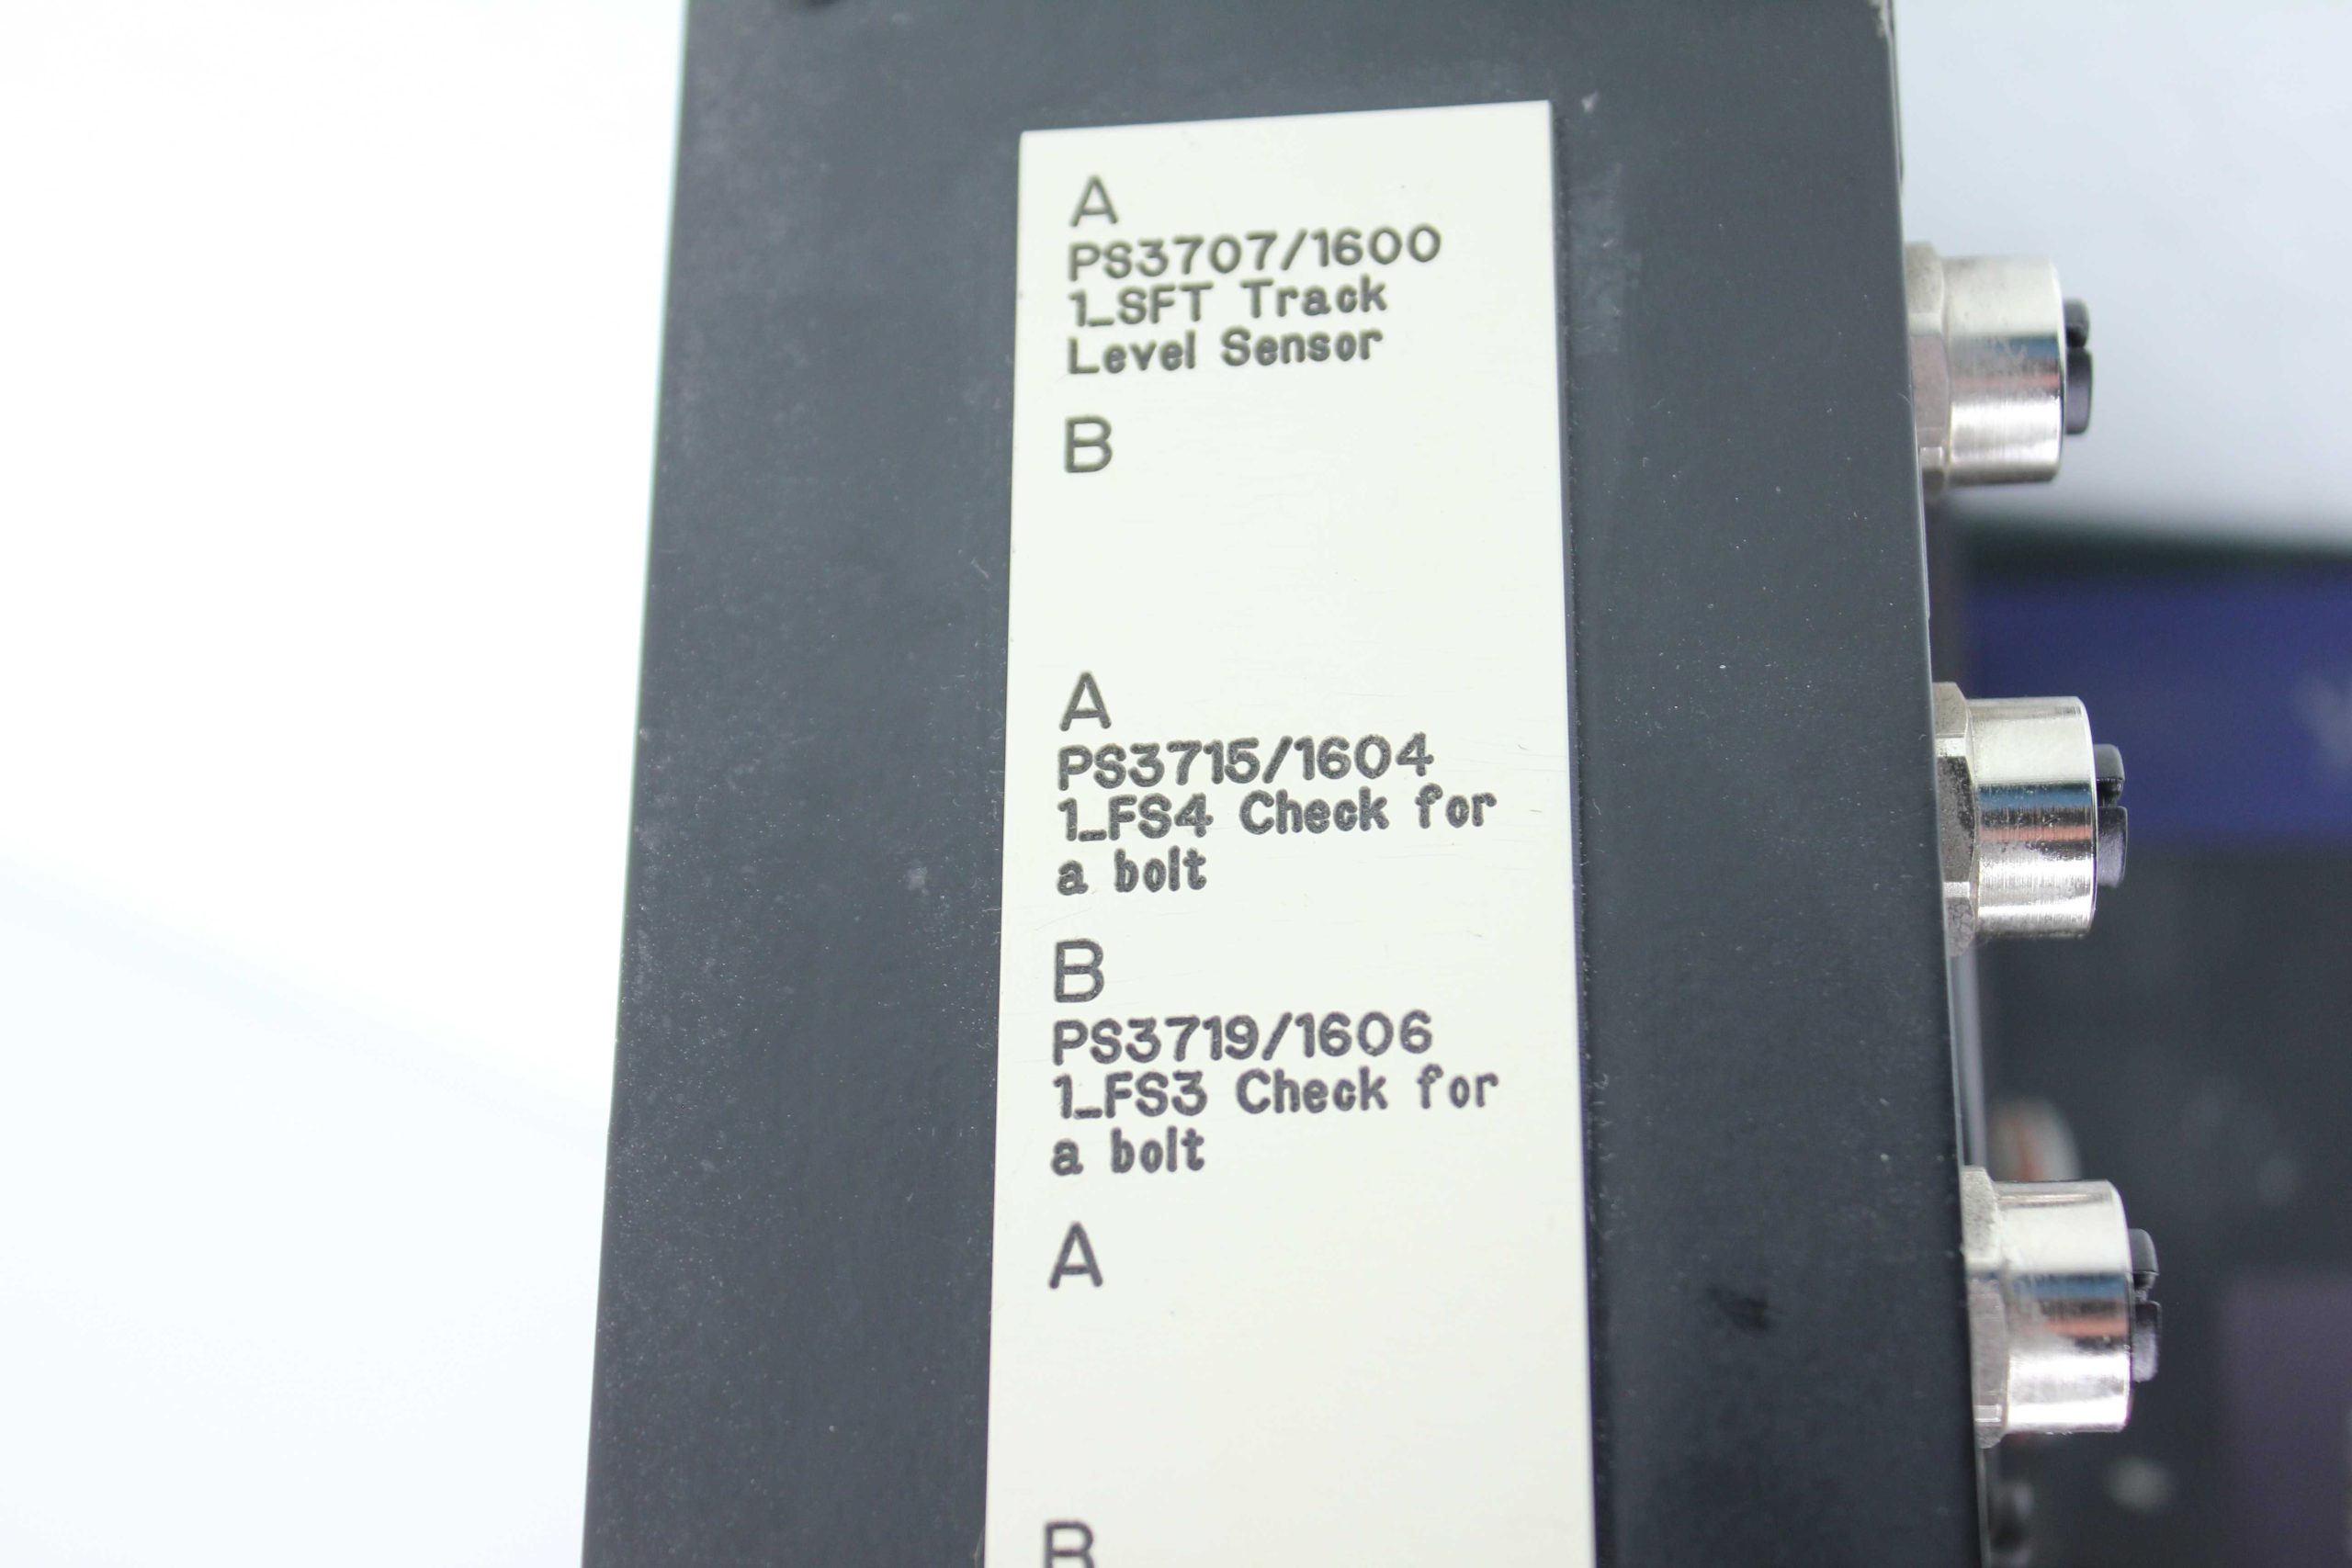 A
PS3707/1600
1_SFT Track
Level Sensor
B
A
PS3715/1604
1_FS4 Check for
a bolt
B
PS3719/1606
1_FS3 Check for
a bolt
A
B